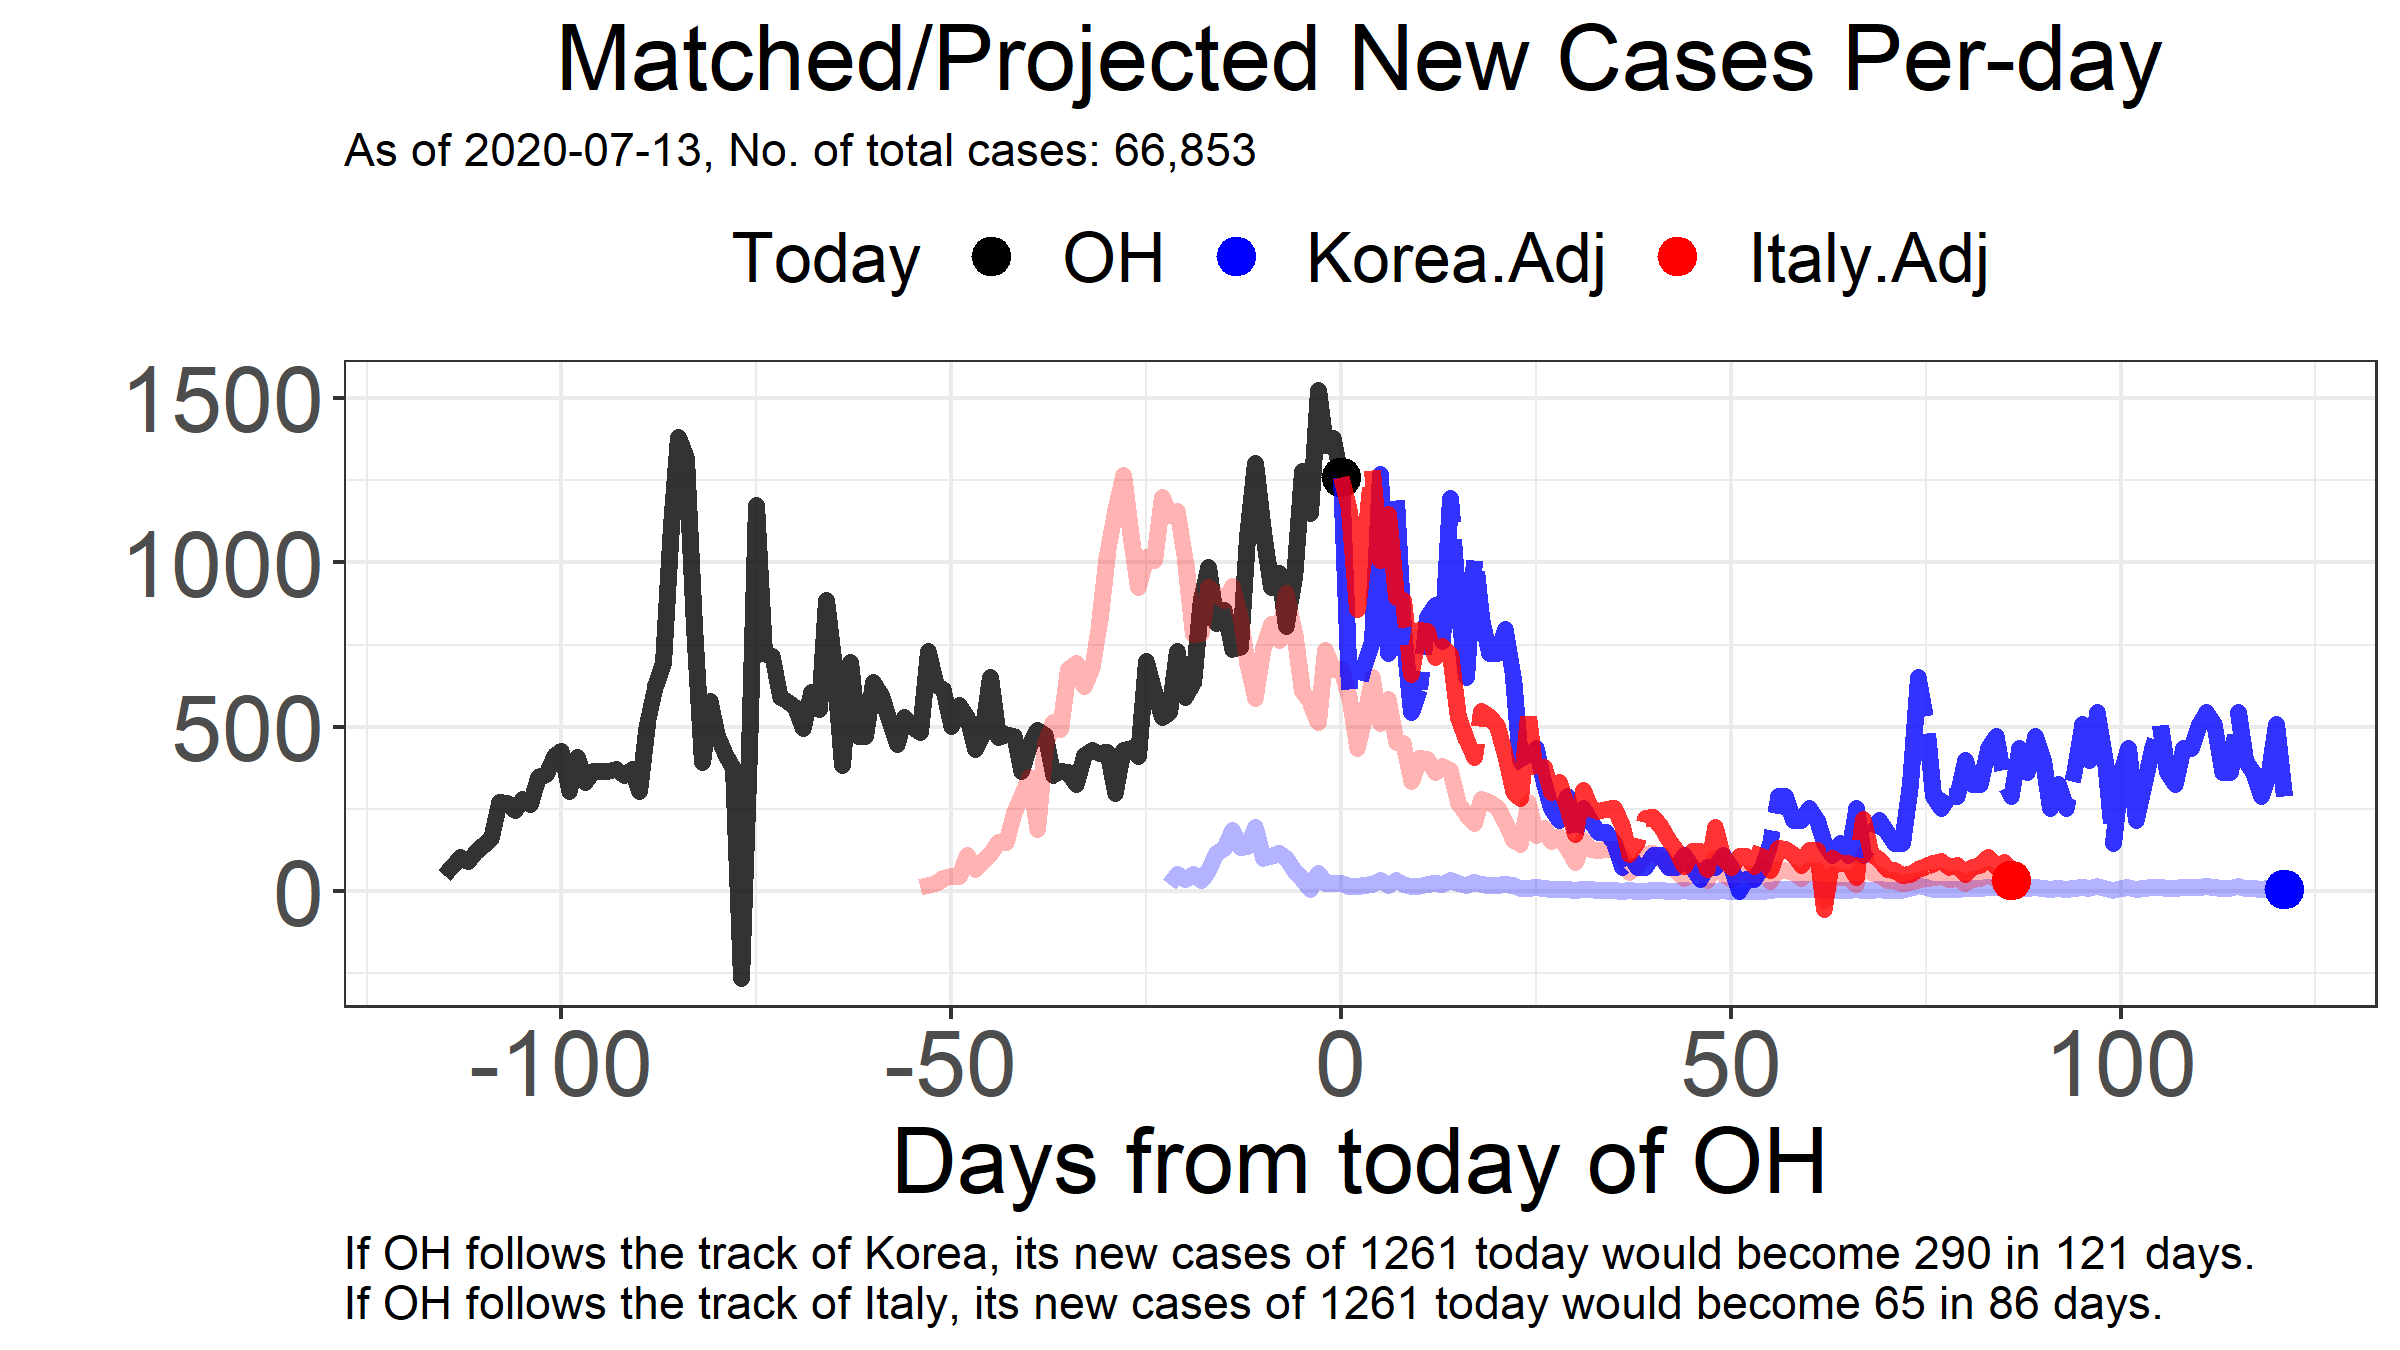 Matched/Projected New Cases Per-day
As of 2020-07-13, No. of total cases: 66,853
Today OH Korea.Adj Italy.Adj
1500
1000
500
0
-100 -50 0 50 100
Days from today of OH
If OH follows the track of Korea, its new cases of 1261 today would become 290 in 121 days.
If OH follows the track of Italy, its new cases of 1261 today would become 65 in 86 days.